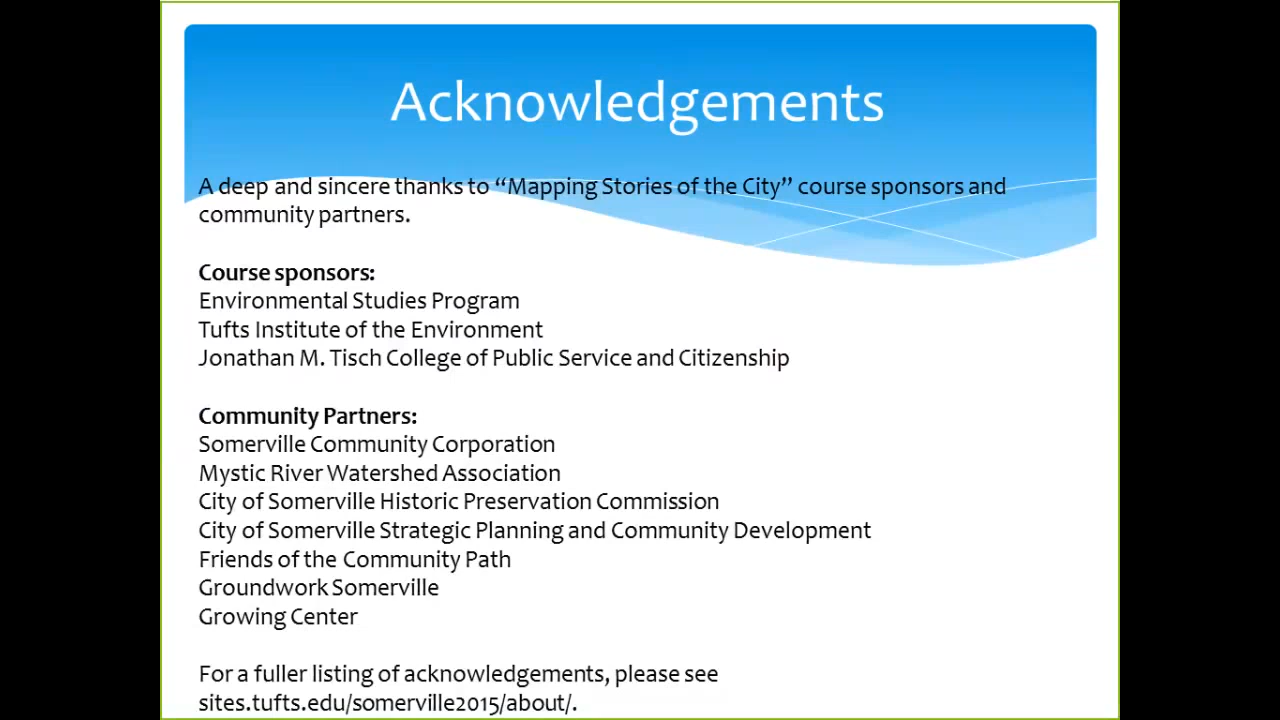 Acknowledgements
A deep and sincere thanks to “Mapping Stories of the City” course sponsors and
community partners.
Course sponsors:
Environmental Studies Program
Tufts Institute of the Environment
Jonathan M. Tisch College of Public Service and Citizenship
Community Partners:
Somerville Community Corporation
Mystic River Watershed Association
City of Somerville Historic Preservation Commission
City of Somerville Strategic Planning and Community Development
Friends of the Community Path
Groundwork Somerville
Growing Center
For a fuller listing of acknowledgements, please see
sites.tufts.edu/somerville2015/about/.